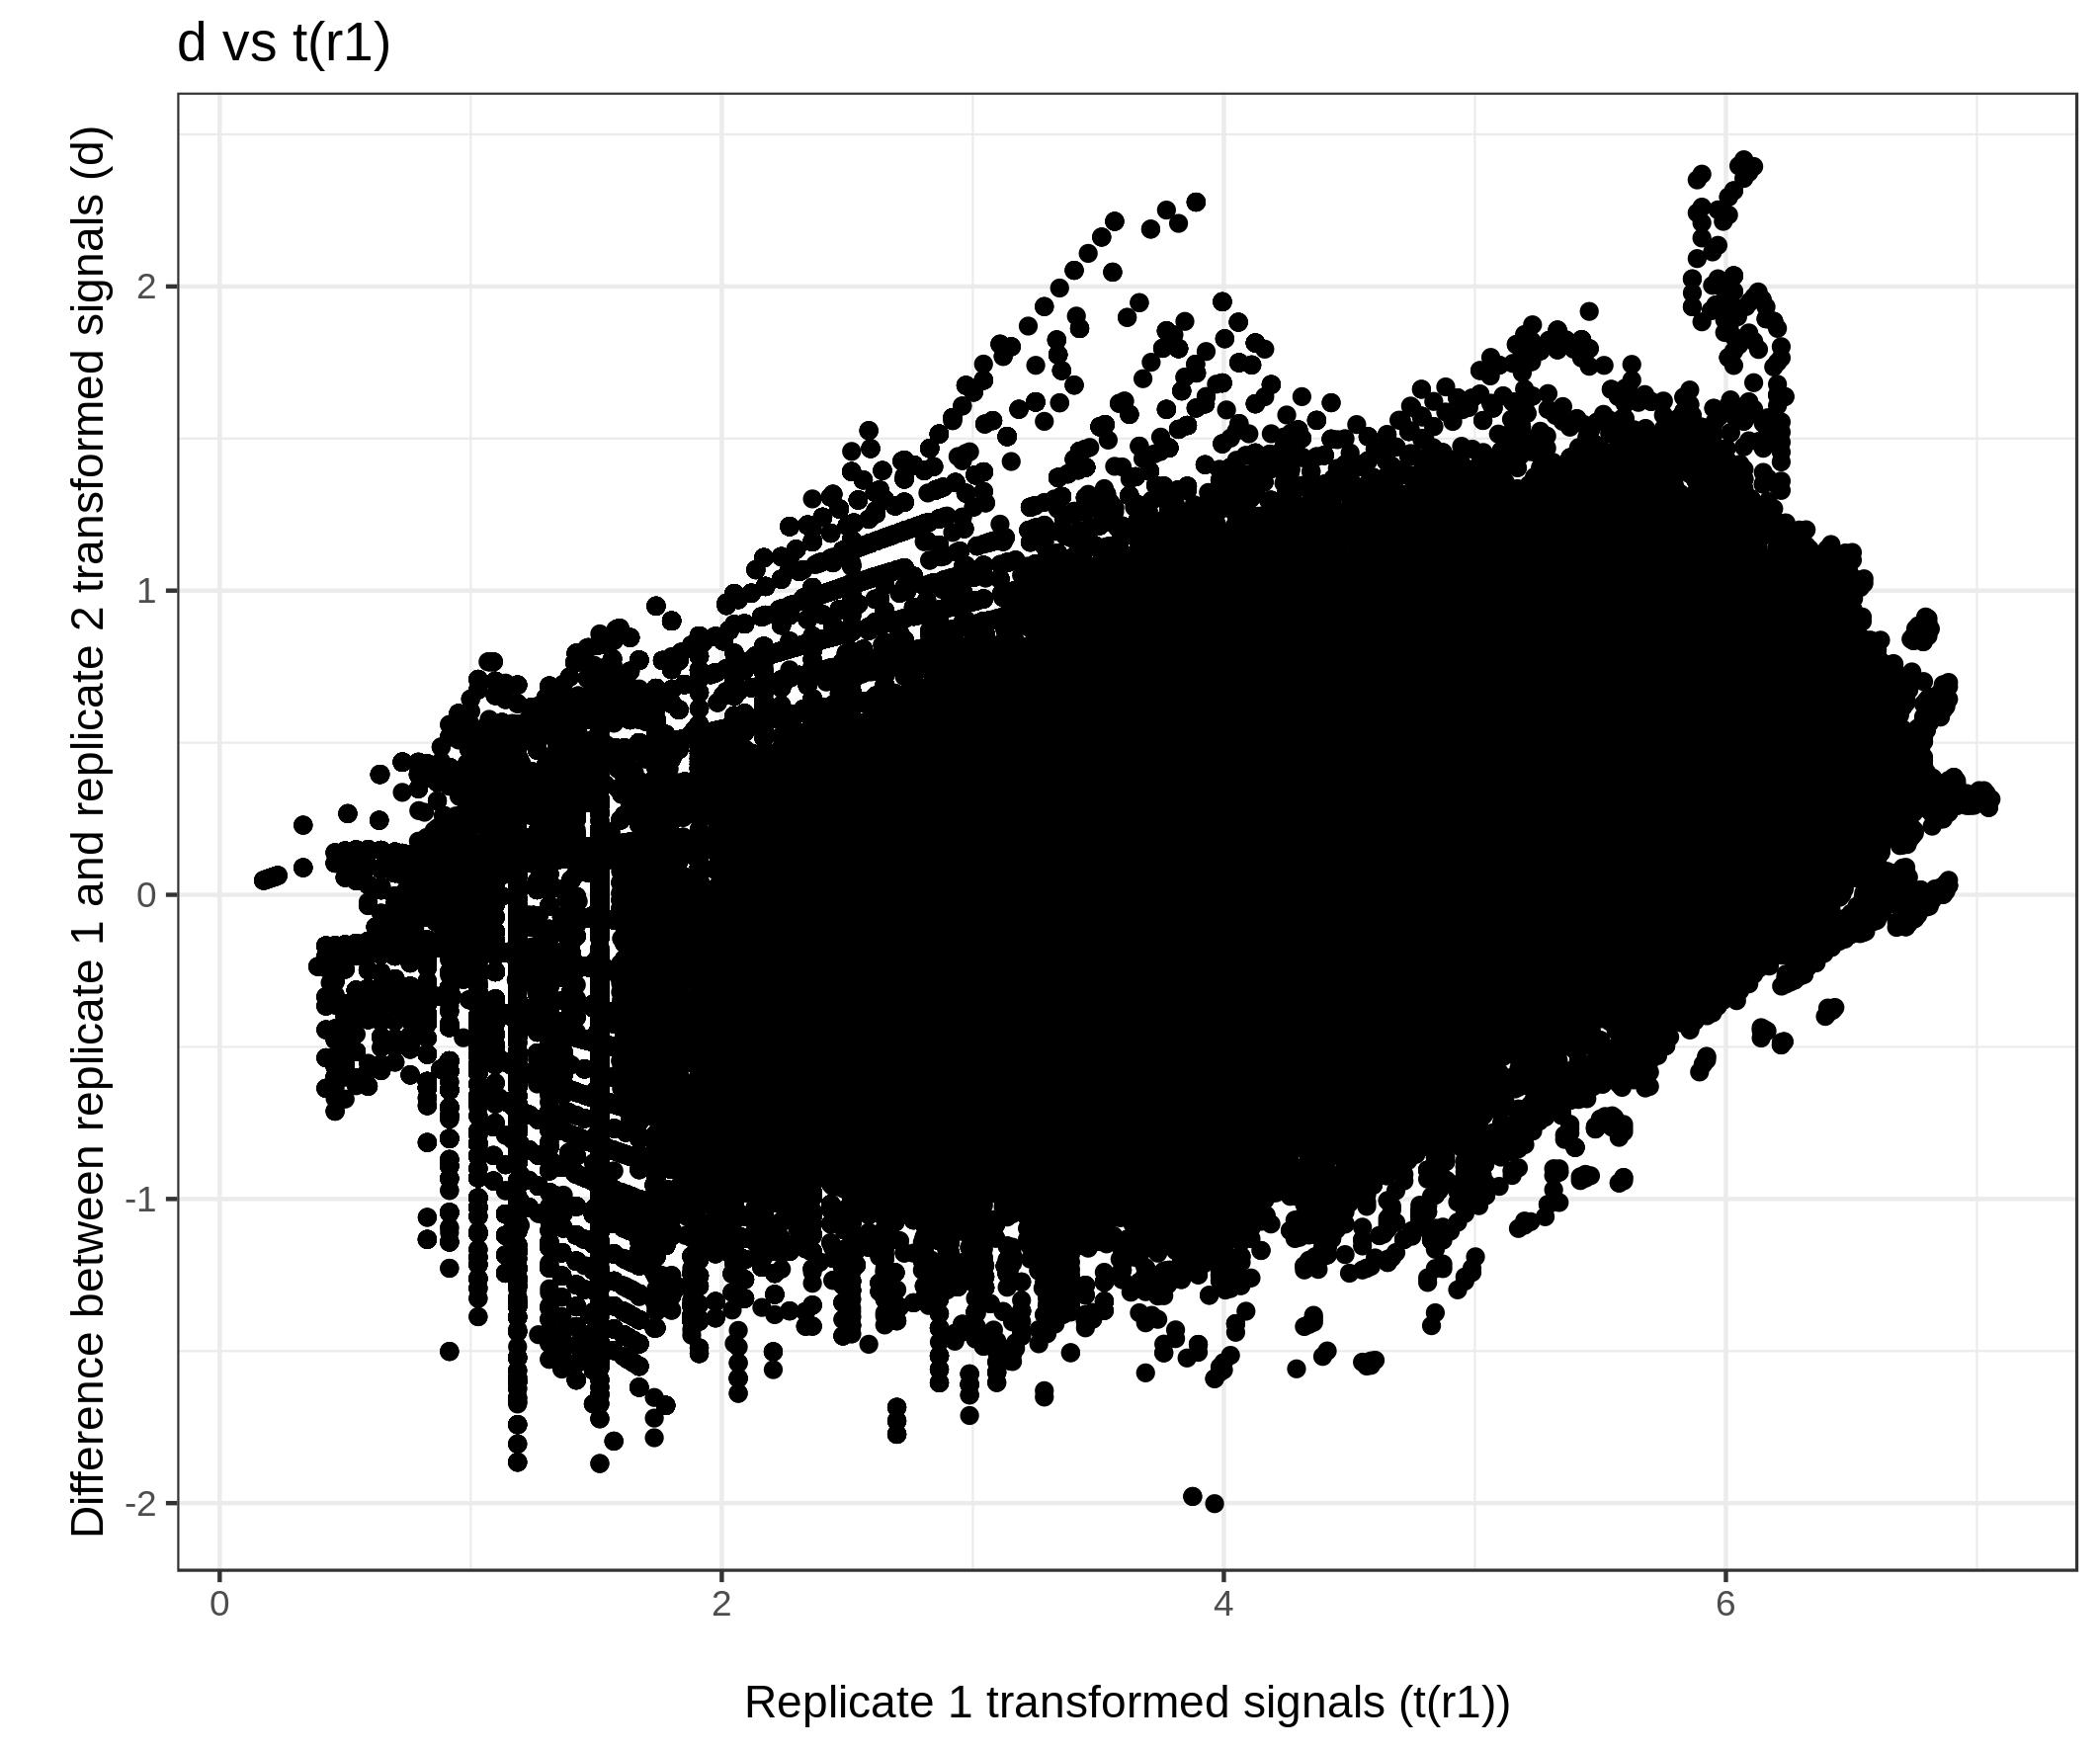 d vs t(r1)
Difference between replicate 1 and replicate 2 transformed signals (d)
2
1
0
-1
-2
0 2 4 6
Replicate 1 transformed signals (t(r1))